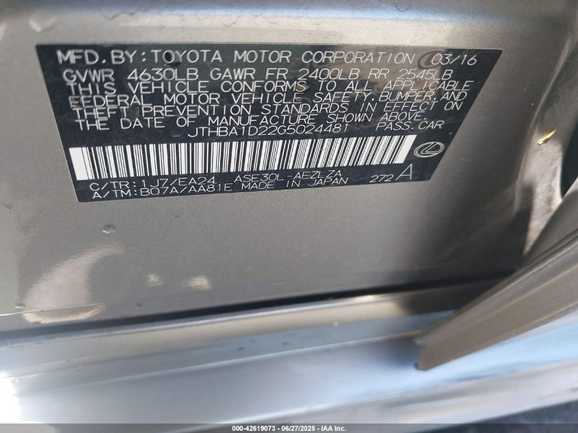 MFD. BY: TOYOTA MOTOR CORPORATION 03/16
GVWR 4630LB GAWR FR 2400LB RR 2545LB
THIS VEHICLE CONFORMS TO ALL APPLICABLE
FEDERAL MOTOR VEHICLE SAFETY, BUMPER, AND
THEFT PREVENTION STANDARDS IN EFFECT ON
THE DATE OF MANUFACTURE SHOWN ABOVE.
JTHBA1D22G5024481 PASS.CAR
C/TR: 1J7/EA24 ASE30L-AEZLZA 272 A
A/TM: B07A/AA81E MADE IN JAPAN
000-42619073 - 06/27/2025 - IAAI.com